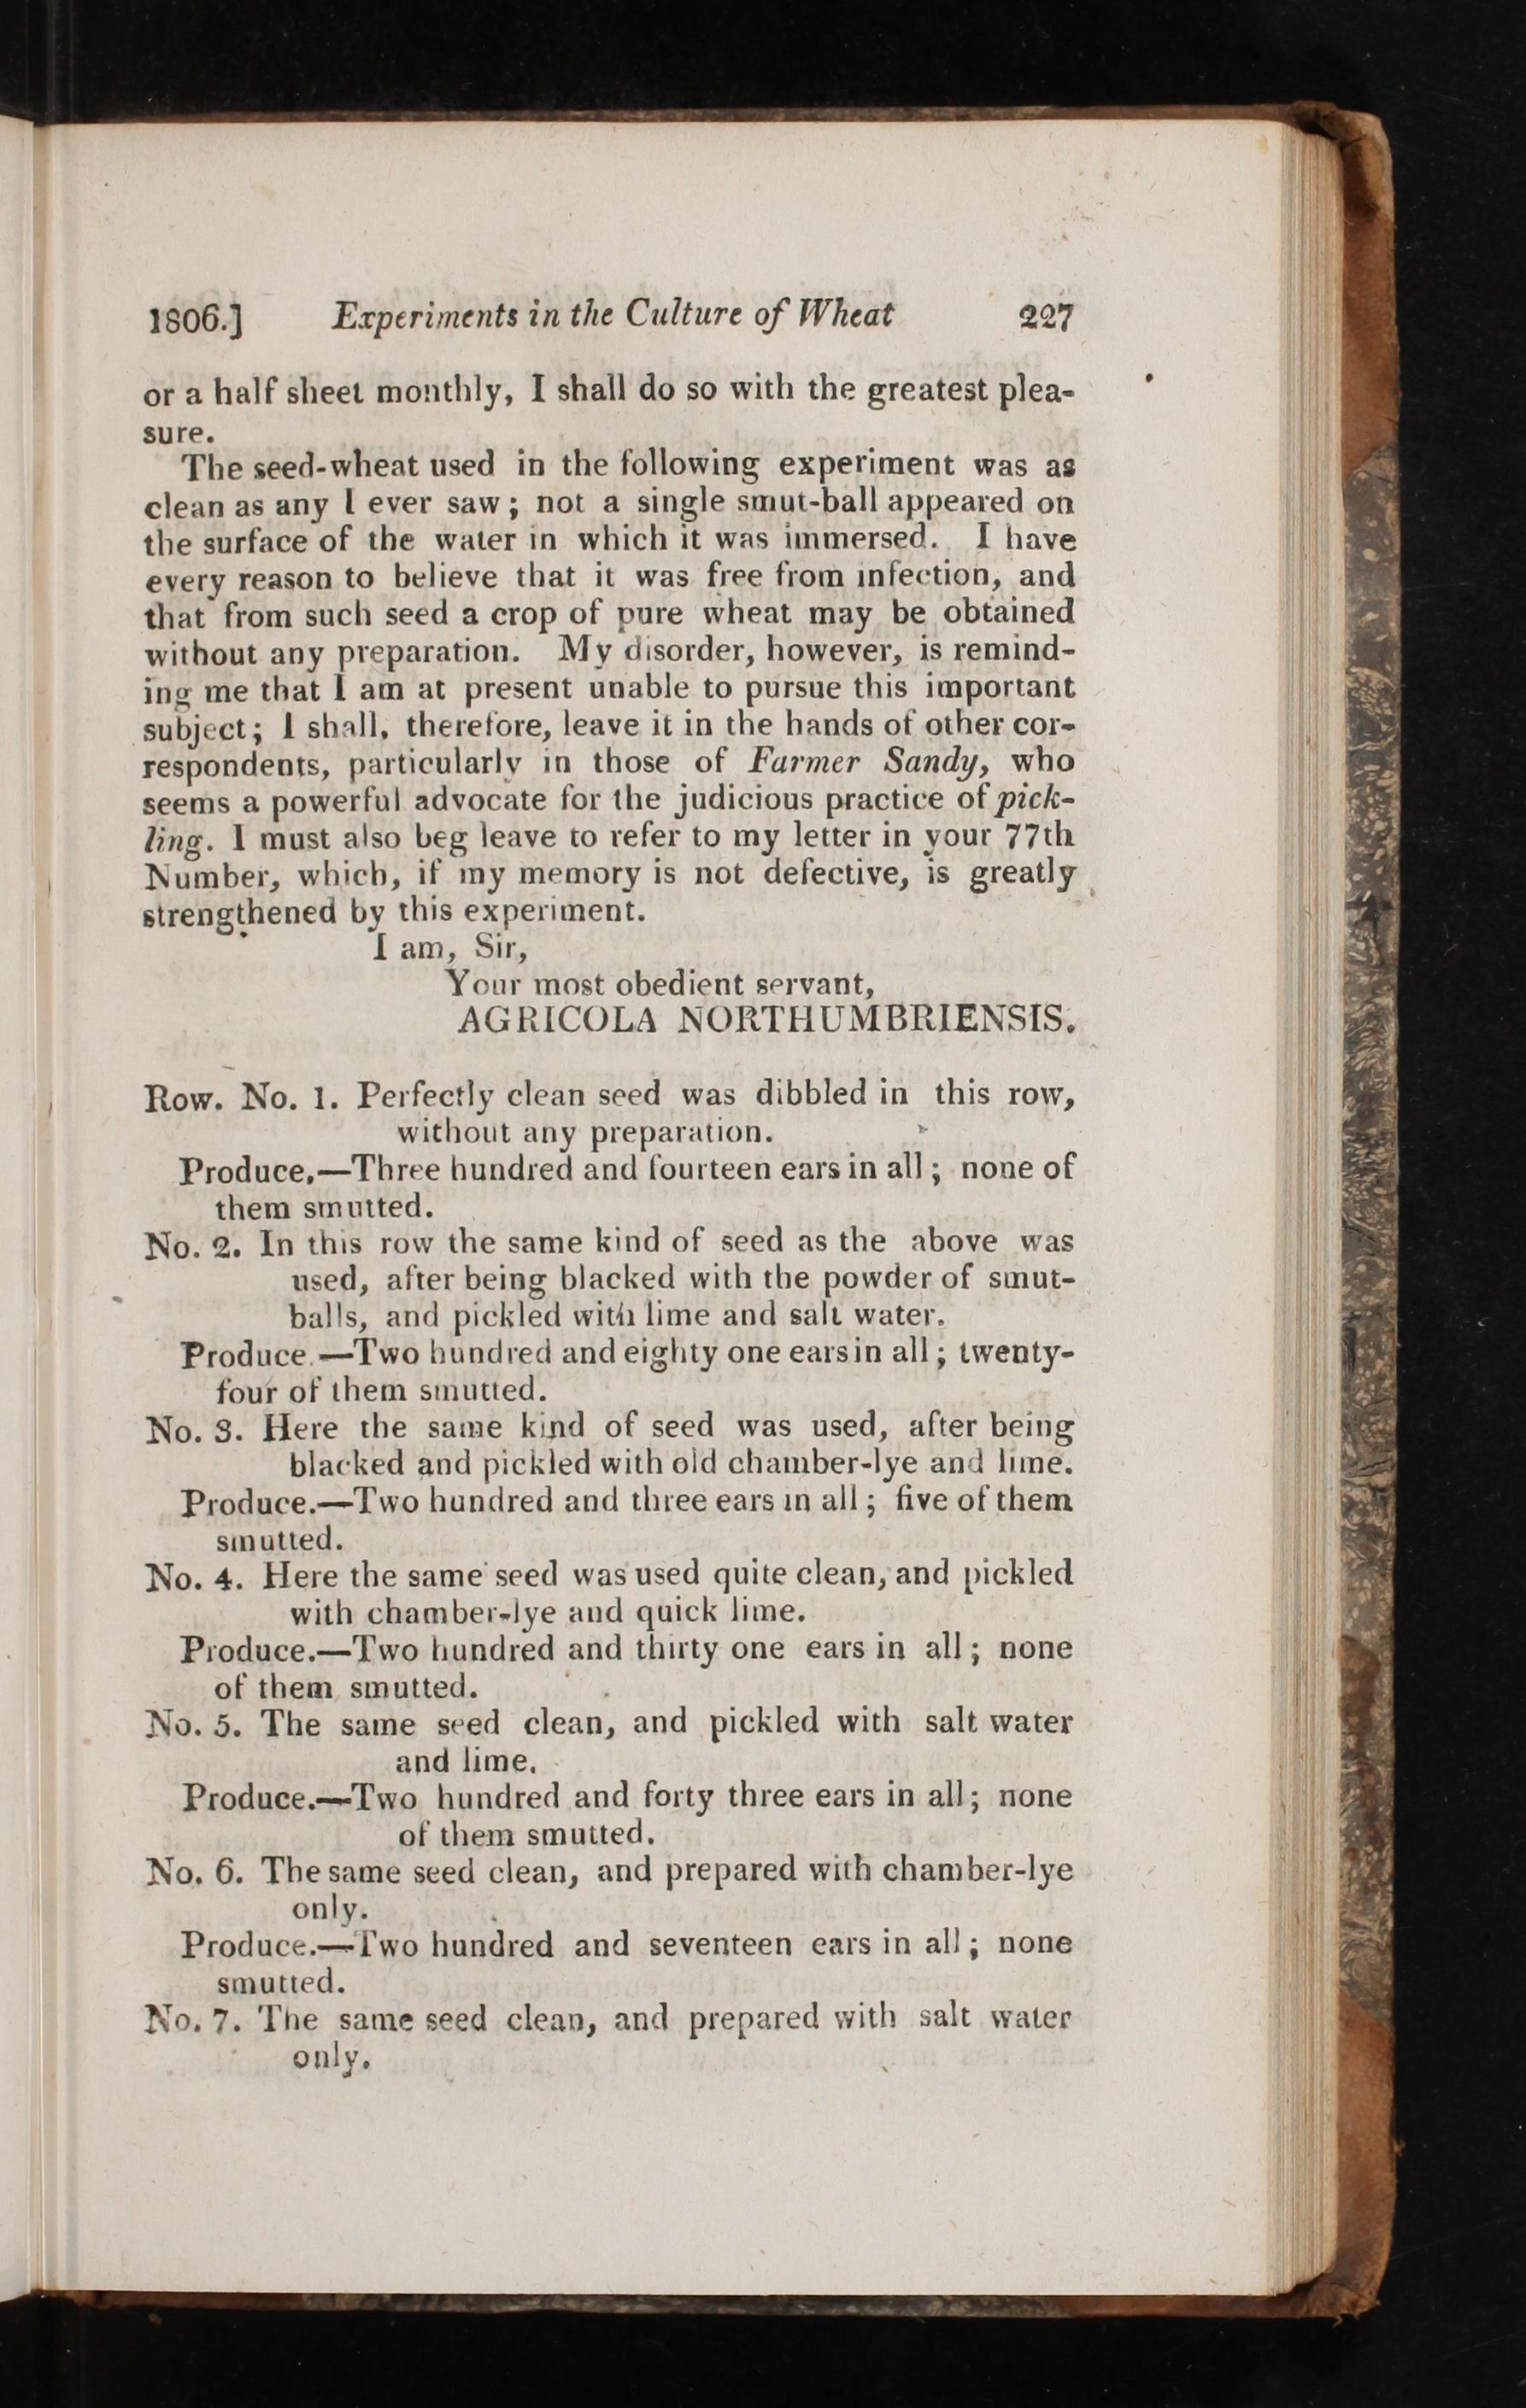 1806.] Experiments in the Culture of Wheat 227
or a half sheet monthly, I shall do so with the greatest plea-
sure.
The seed-wheat used in the following experiment was as
clean as any I ever saw; not a single smut-ball appeared on
the surface of the water in which it was immersed. I have
every reason to believe that it was free from infection, and
that from such seed a crop of pure wheat may be obtained
without any preparation. My disorder, however, is remind-
ing me that I am at present unable to pursue this important
subject; I shall, therefore, leave it in the hands of other cor-
respondents, particularly in those of Farmer Sandy, who
seems a powerful advocate for the judicious practice of pick-
ling. I must also beg leave to refer to my letter in your 77th
Number, which, if my memory is not defective, is greatly
strengthened by this experiment.
I am, Sir,
Your most obedient servant,
AGRICOLA NORTHUMBRIENSIS.
Row. No. 1. Perfectly clean seed was dibbled in this row,
without any preparation.
Produce,—Three hundred and fourteen ears in all; none of
them smutted.
No. 2. In this row the same kind of seed as the above was
used, after being blacked with the powder of smut-
balls, and pickled with lime and salt water.
Produce.—Two hundred and eighty one ears in all; twenty-
four of them smutted.
No. 3. Here the same kind of seed was used, after being
blacked and pickled with old chamber-lye and lime.
Produce.—Two hundred and three ears in all; five of them
smutted.
No. 4. Here the same seed was used quite clean, and pickled
with chamber-lye and quick lime.
Produce.—Two hundred and thirty one ears in all; none
of them smutted.
No. 5. The same seed clean, and pickled with salt water
and lime.
Produce.—Two hundred and forty three ears in all; none
of them smutted.
No. 6. The same seed clean, and prepared with chamber-lye
only.
Produce.—Two hundred and seventeen ears in all; none
smutted.
No. 7. The same seed clean, and prepared with salt water
only.